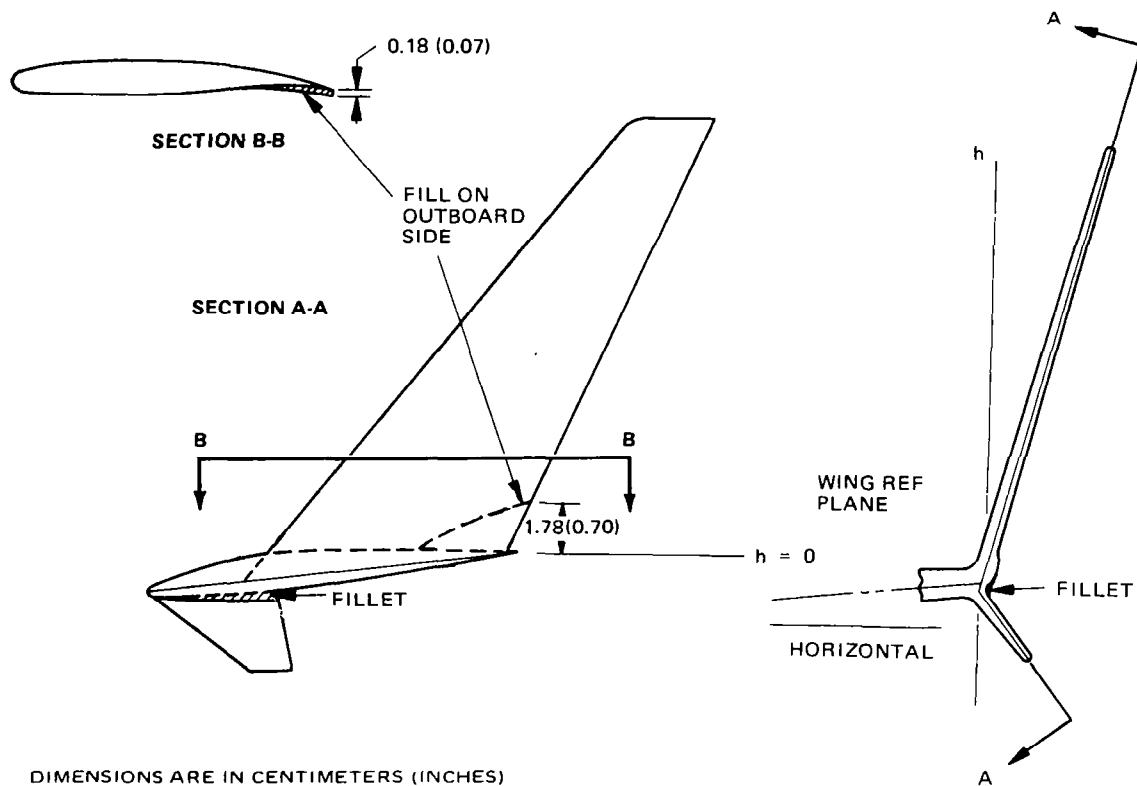 0.18 (0.07)
SECTION B-B
FILL ON
OUTBOARD
SIDE
SECTION A-A
B
B
1.78(0.70)
h = 0
FILLET
A
h
WING REF
PLANE
FILLET
HORIZONTAL
A
DIMENSIONS ARE IN CENTIMETERS (INCHES)